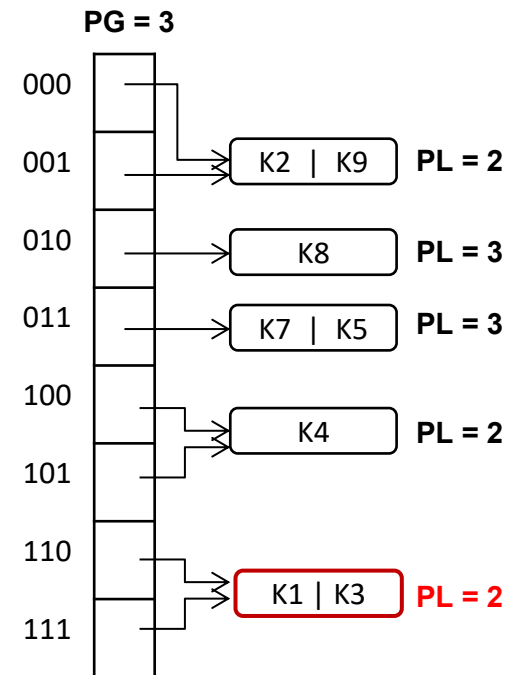 PG = 3
000
001
K2 | K9 PL = 2
010
K8 PL = 3
011
K7 | K5 PL = 3
100
K4 PL = 2
101
110
K1 | K3 PL = 2
111